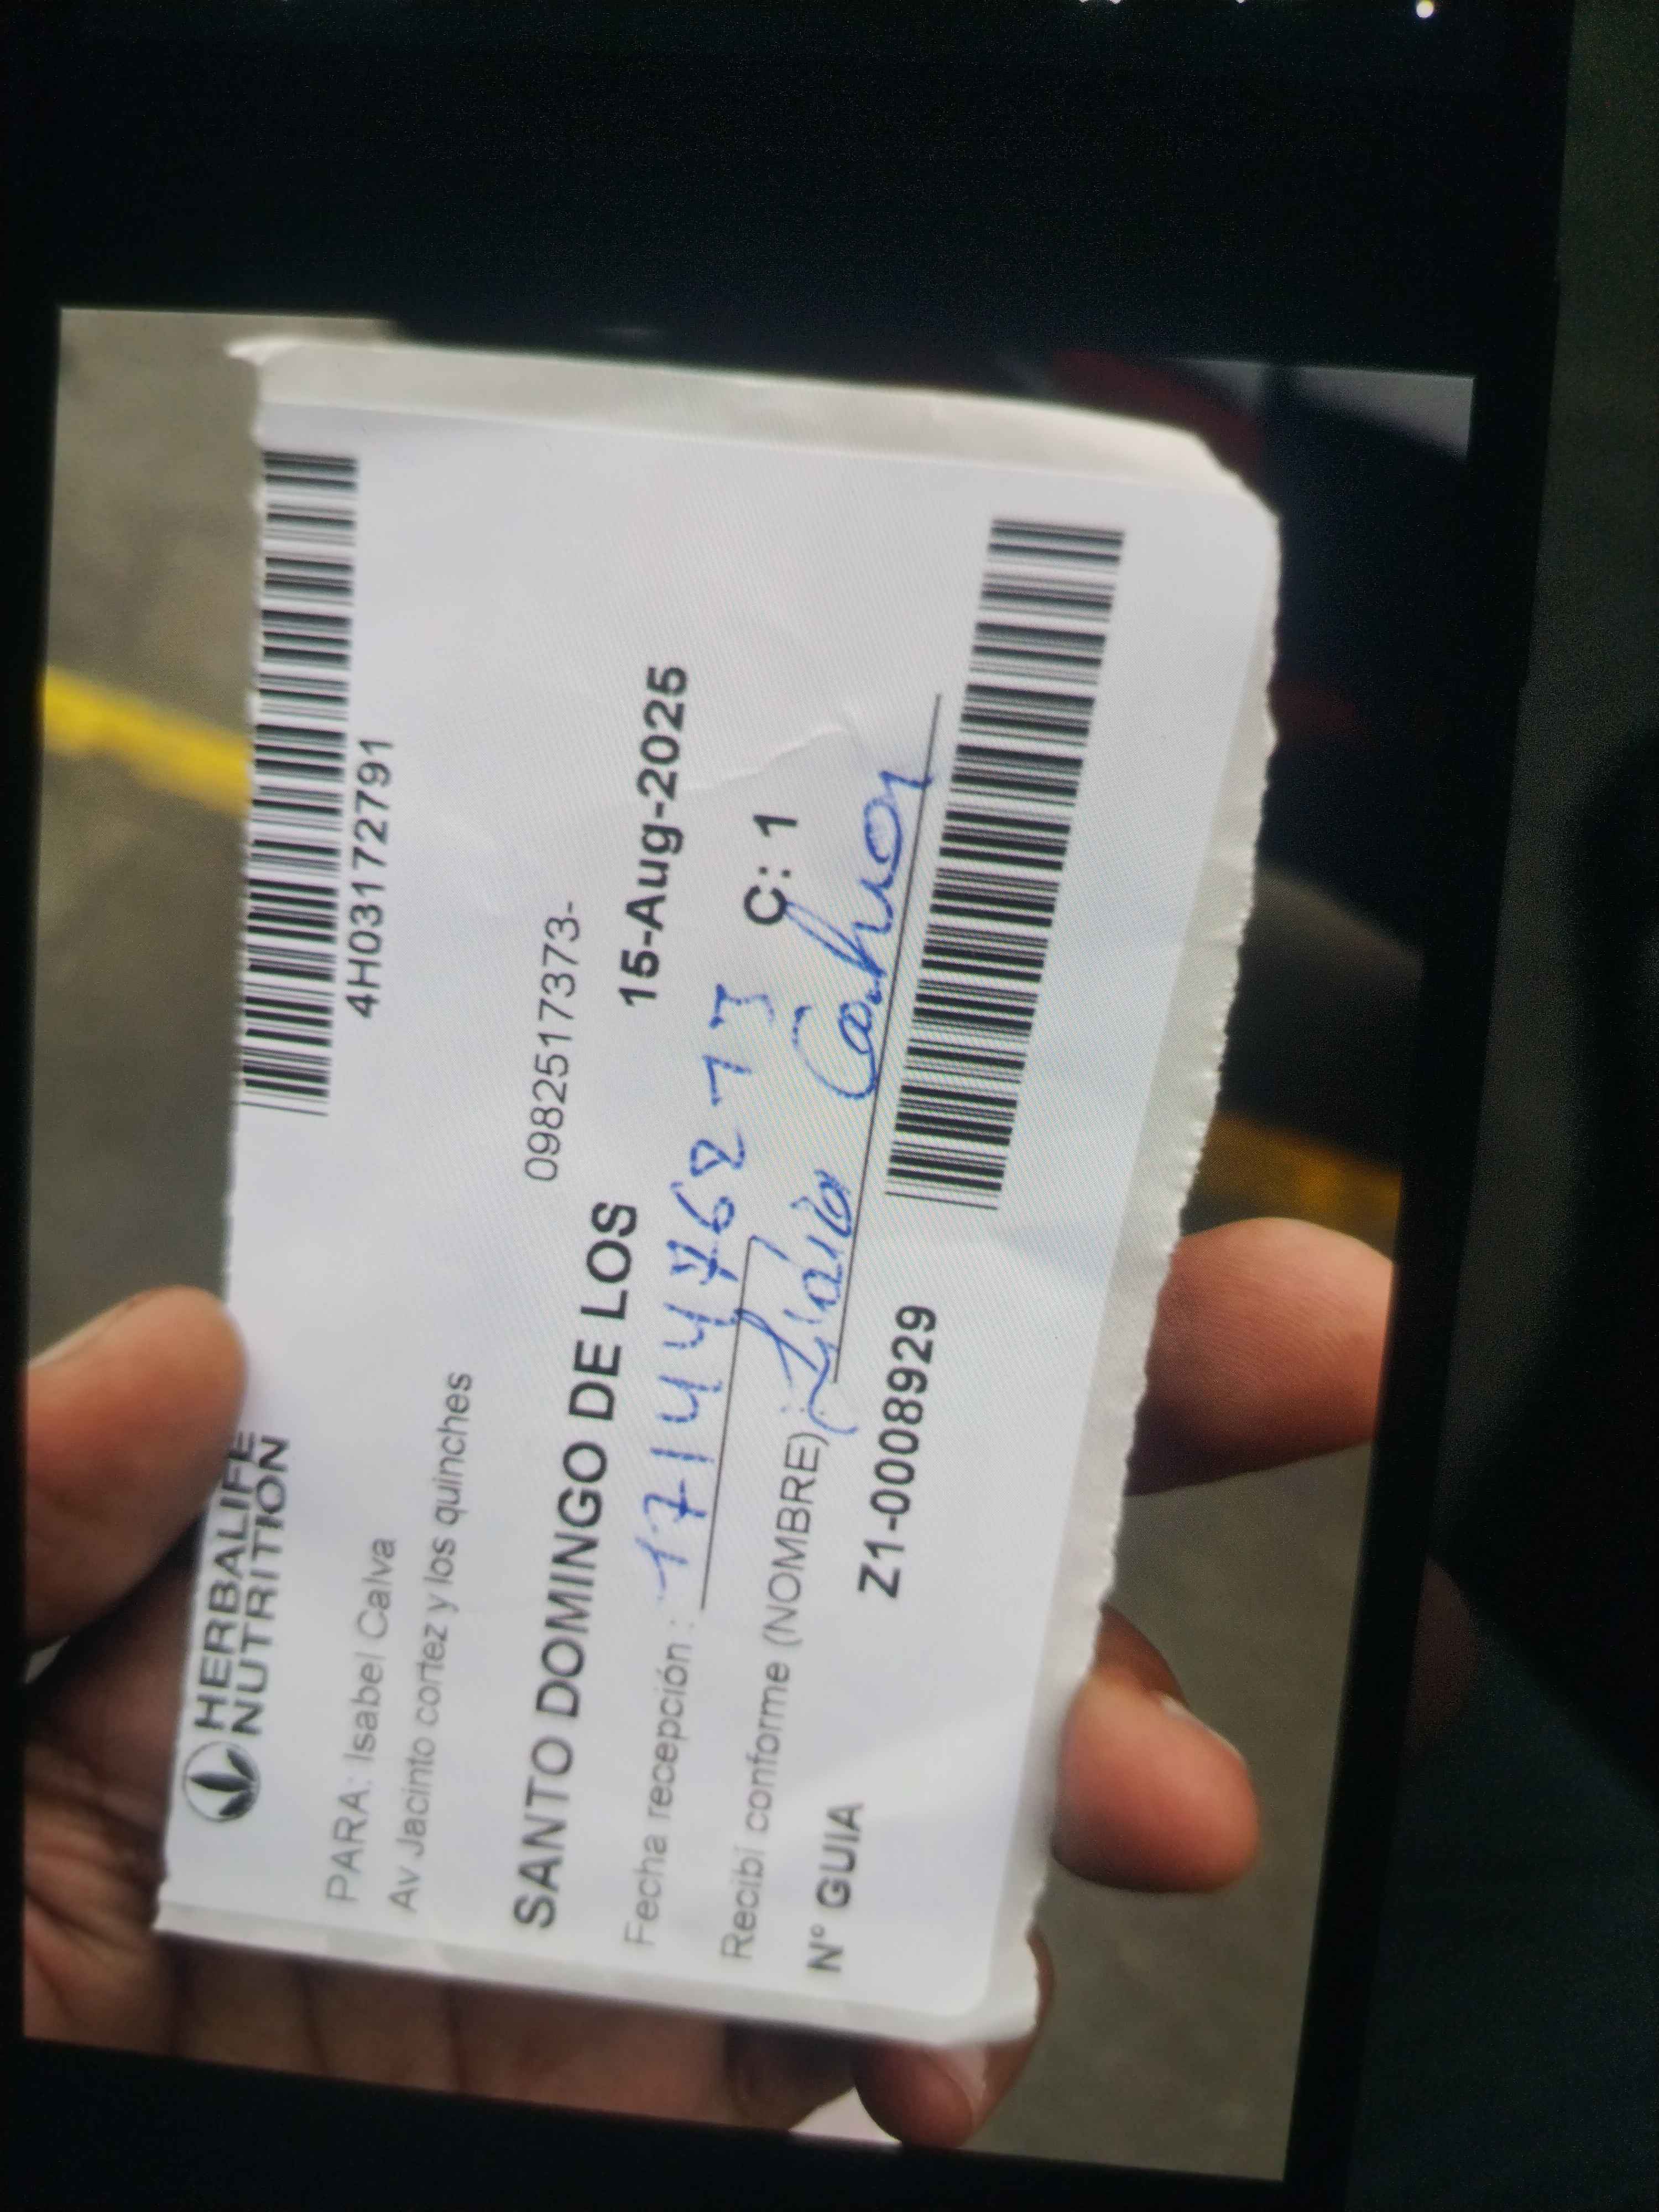 HERBALIFE
NUTRITION
4H03172791
PARA: Isabel Calva
Av Jacinto cortez y los quinches
0982517373-
SANTO DOMINGO DE LOS
15-Aug-2025
Fecha recepción :
C: 1
Recibí conforme (NOMBRE)
N° GUIA Z1-0008929